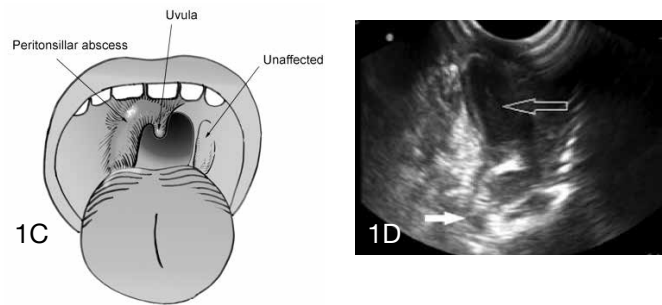 Uvula
Peritonsillar abscess
Unaffected
1C
1D